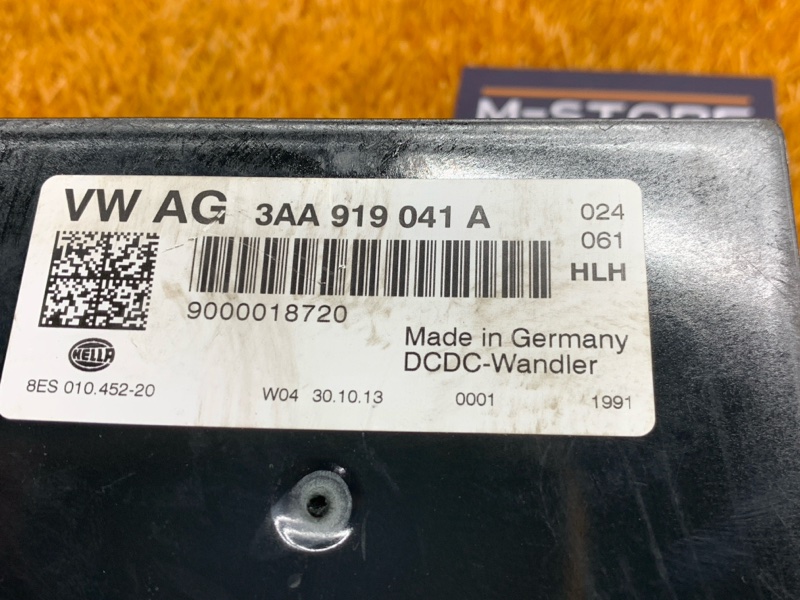 M-STORE
VW AG 3AA 919 041 A 024
061
HLH
9000018720
Made in Germany
HELLA DCDC-Wandler
8ES 010.452-20 W04 30.10.13 0001 1991